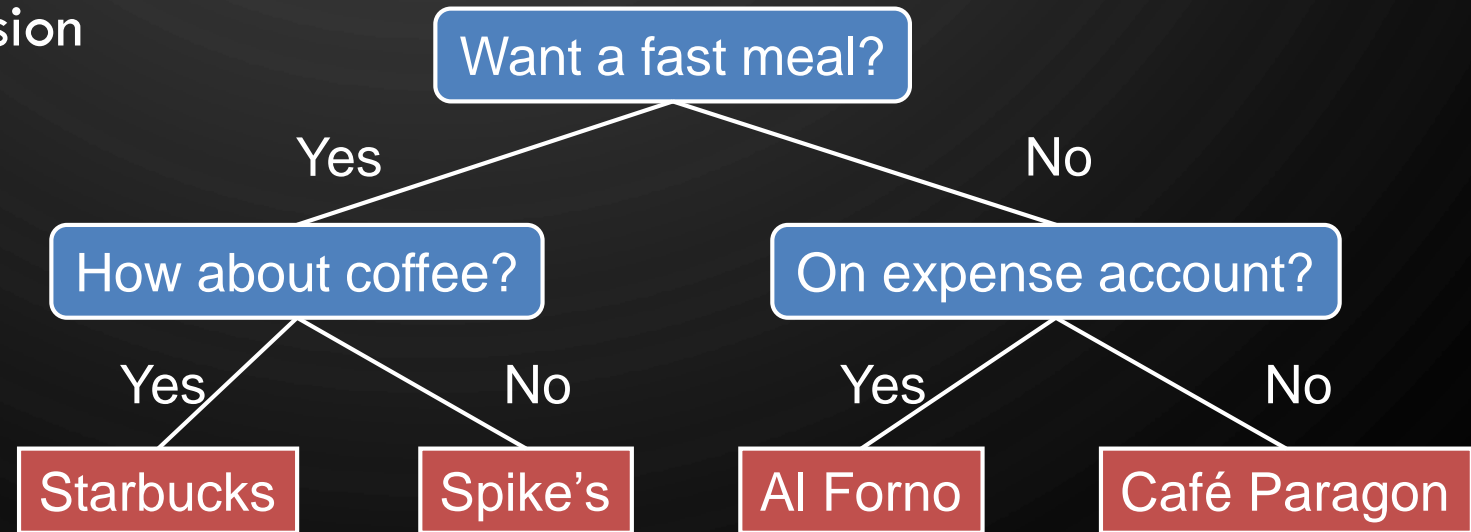 sion
Want a fast meal?
Yes
No
How about coffee?
On expense account?
Yes
No
Yes
No
Starbucks
Spike’s
Al Forno
Café Paragon